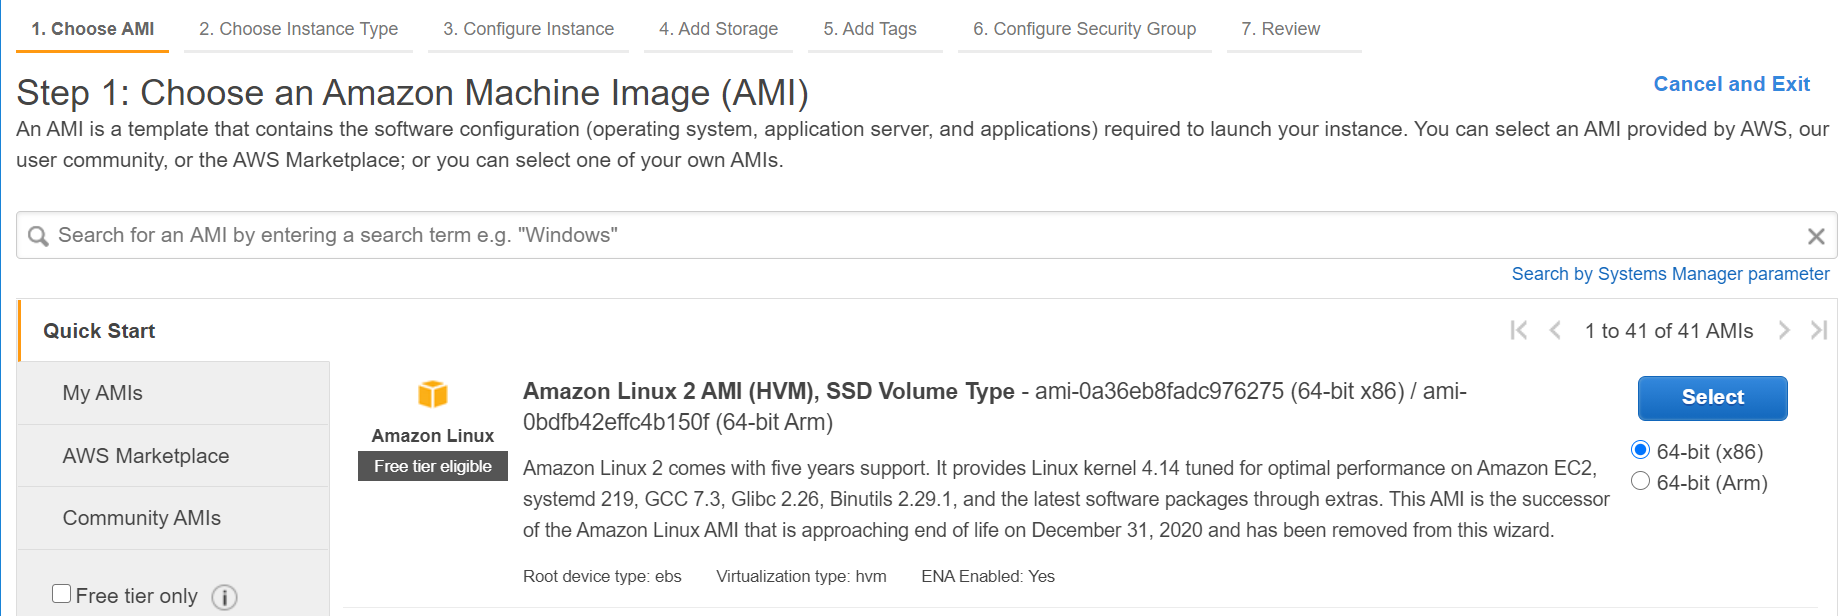 1. Choose AMI 2. Choose Instance Type 3. Configure Instance 4. Add Storage 5. Add Tags 6. Configure Security Group 7. Review
Step 1: Choose an Amazon Machine Image (AMI)
Cancel and Exit
An AMI is a template that contains the software configuration (operating system, application server, and applications) required to launch your instance. You can select an AMI provided by AWS, our
user community, or the AWS Marketplace; or you can select one of your own AMIs.
Search for an AMI by entering a search term e.g. "Windows"
Search by Systems Manager parameter
Quick Start
1 to 41 of 41 AMIs
My AMIs
AWS Marketplace
Community AMIs
Free tier only
Amazon Linux
Free tier eligible
Amazon Linux 2 AMI (HVM), SSD Volume Type - ami-0a36eb8fadc976275 (64-bit x86) / ami-
0bdfb42effc4b150f (64-bit Arm)
Amazon Linux 2 comes with five years support. It provides Linux kernel 4.14 tuned for optimal performance on Amazon EC2,
systemd 219, GCC 7.3, Glibc 2.26, Binutils 2.29.1, and the latest software packages through extras. This AMI is the successor
of the Amazon Linux AMI that is approaching end of life on December 31, 2020 and has been removed from this wizard.
Root device type: ebs Virtualization type: hvm ENA Enabled: Yes
Select
64-bit (x86)
64-bit (Arm)